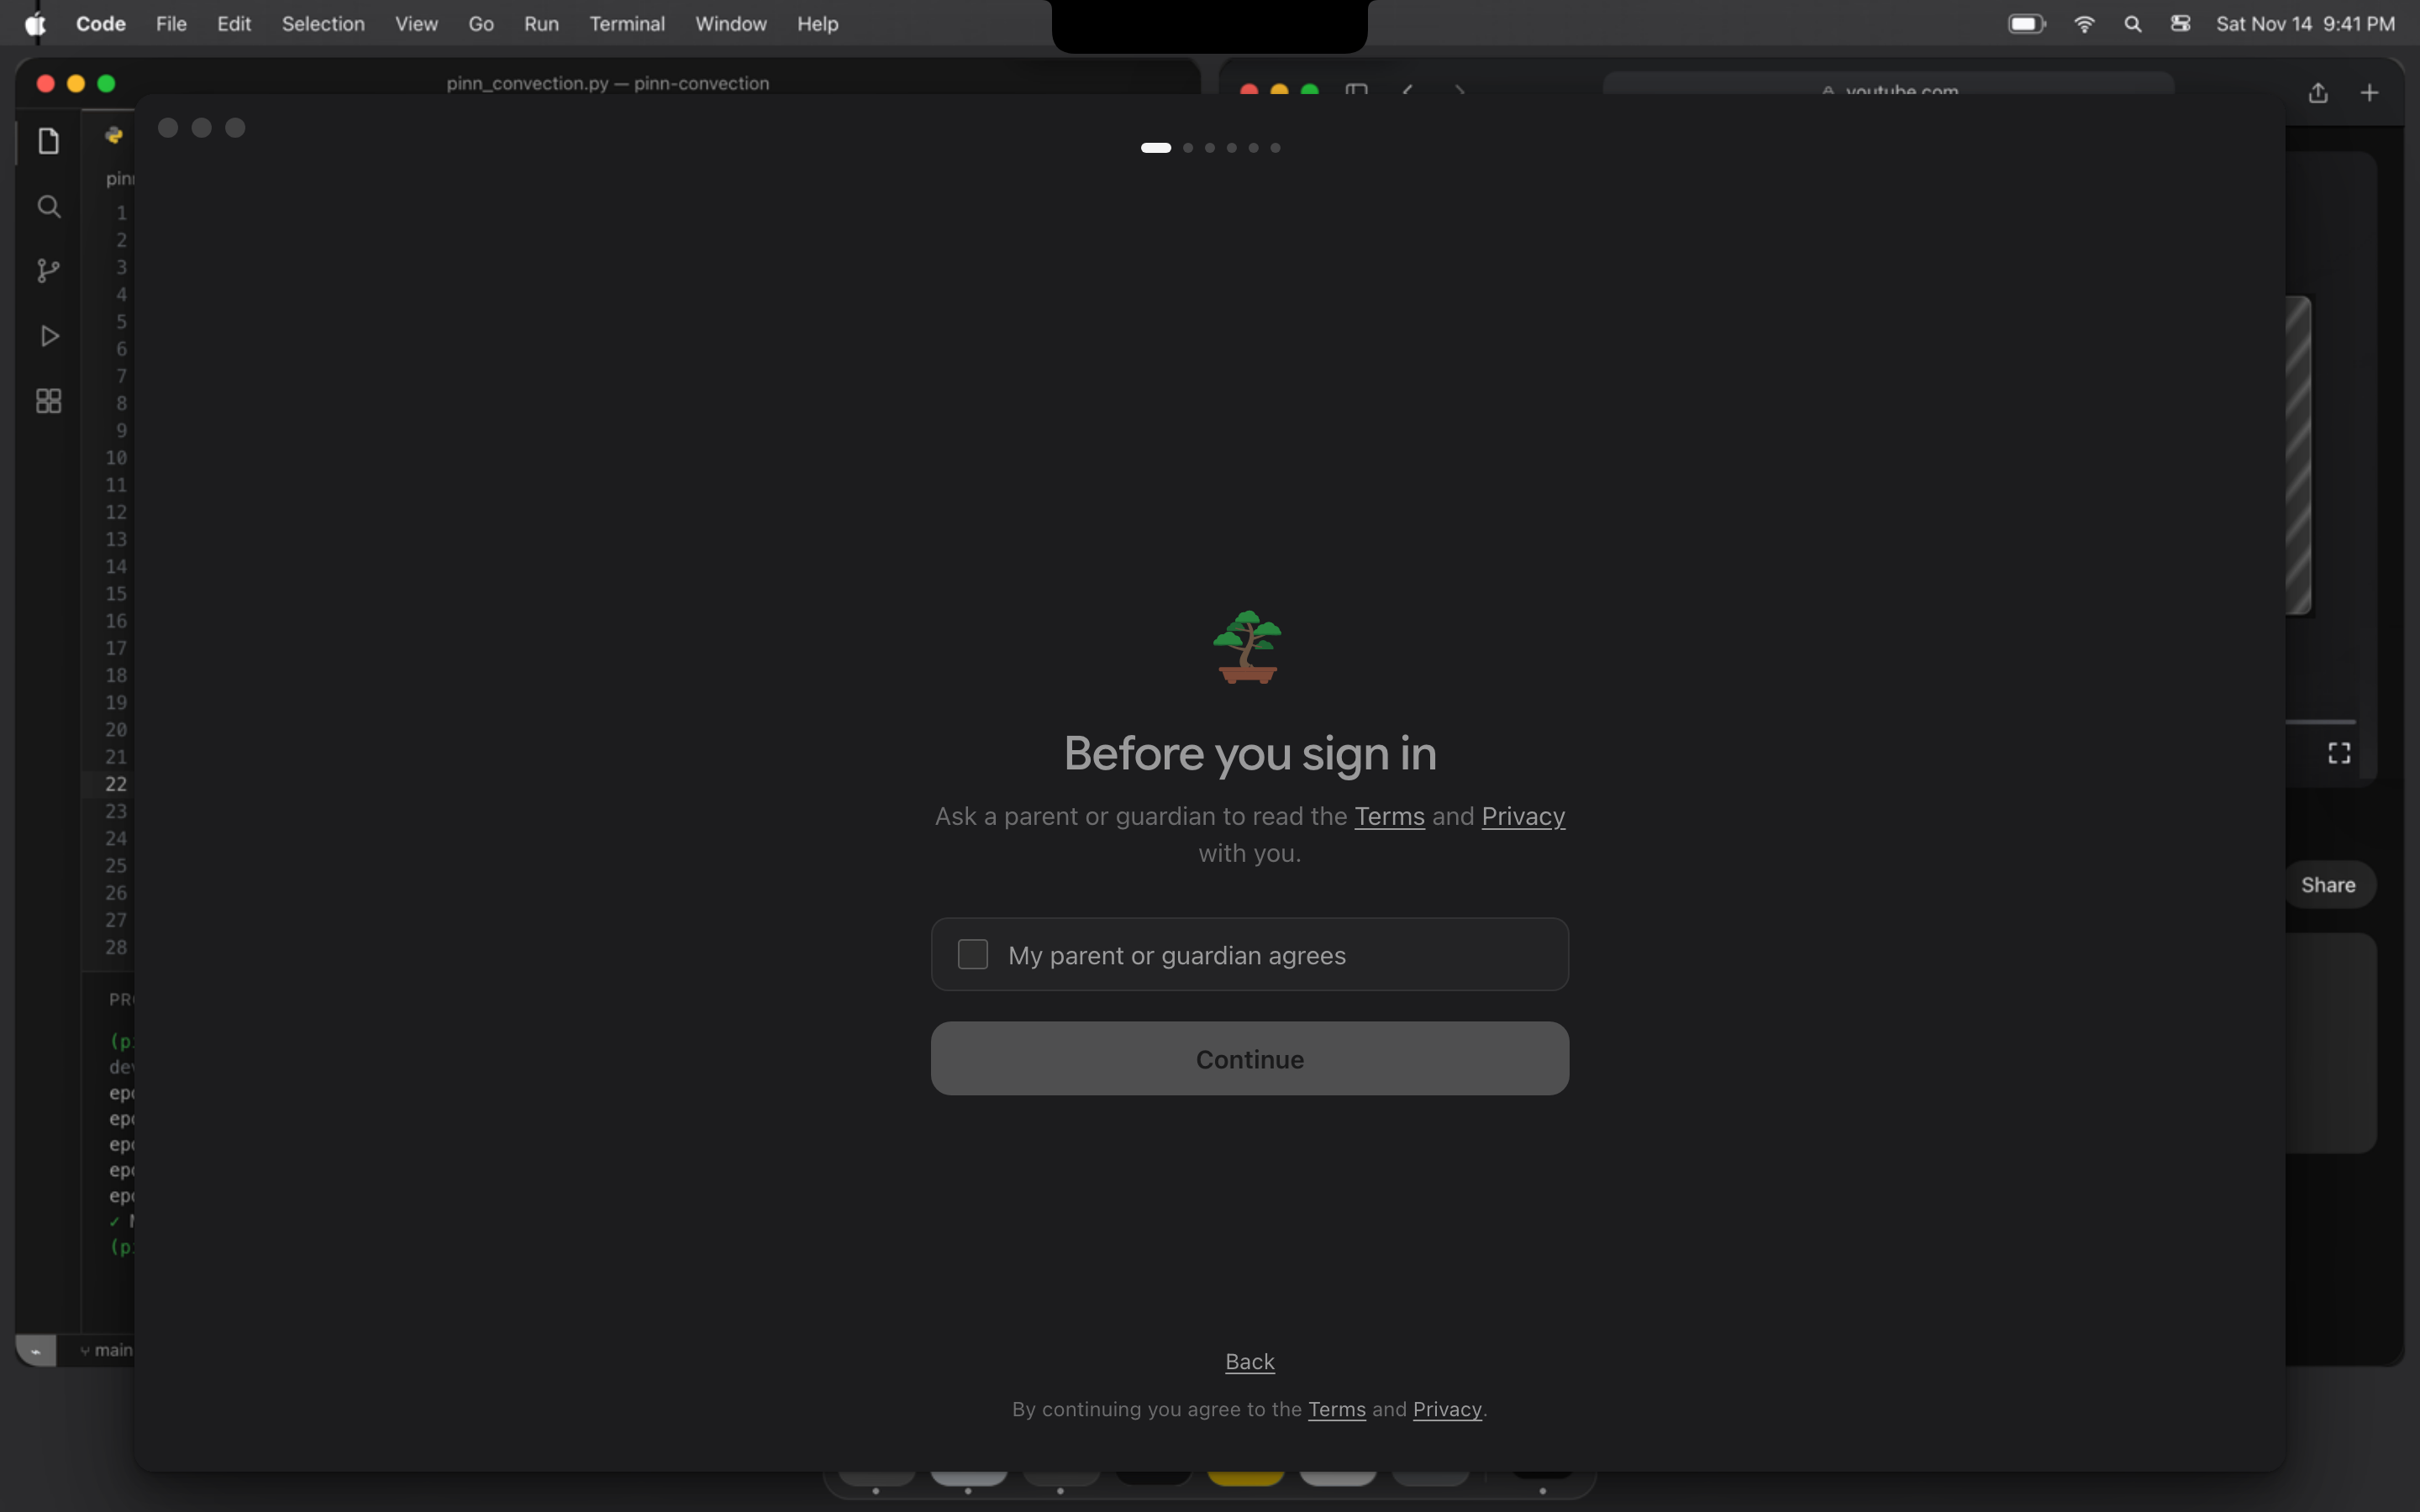 Code File Edit Selection View Go Run Terminal Window Help
Sat Nov 14 9:41 PM
pinn_convection.py — pinn-convection
youtube.com
1
2
3
4
5
6
7
8
9
10
11
12
13
14
15
16
17
18
19
20
21
22
23
24
25
26
27
28
main
Before you sign in
Ask a parent or guardian to read the Terms and Privacy
with you.
My parent or guardian agrees
Continue
Back
By continuing you agree to the Terms and Privacy.
Share